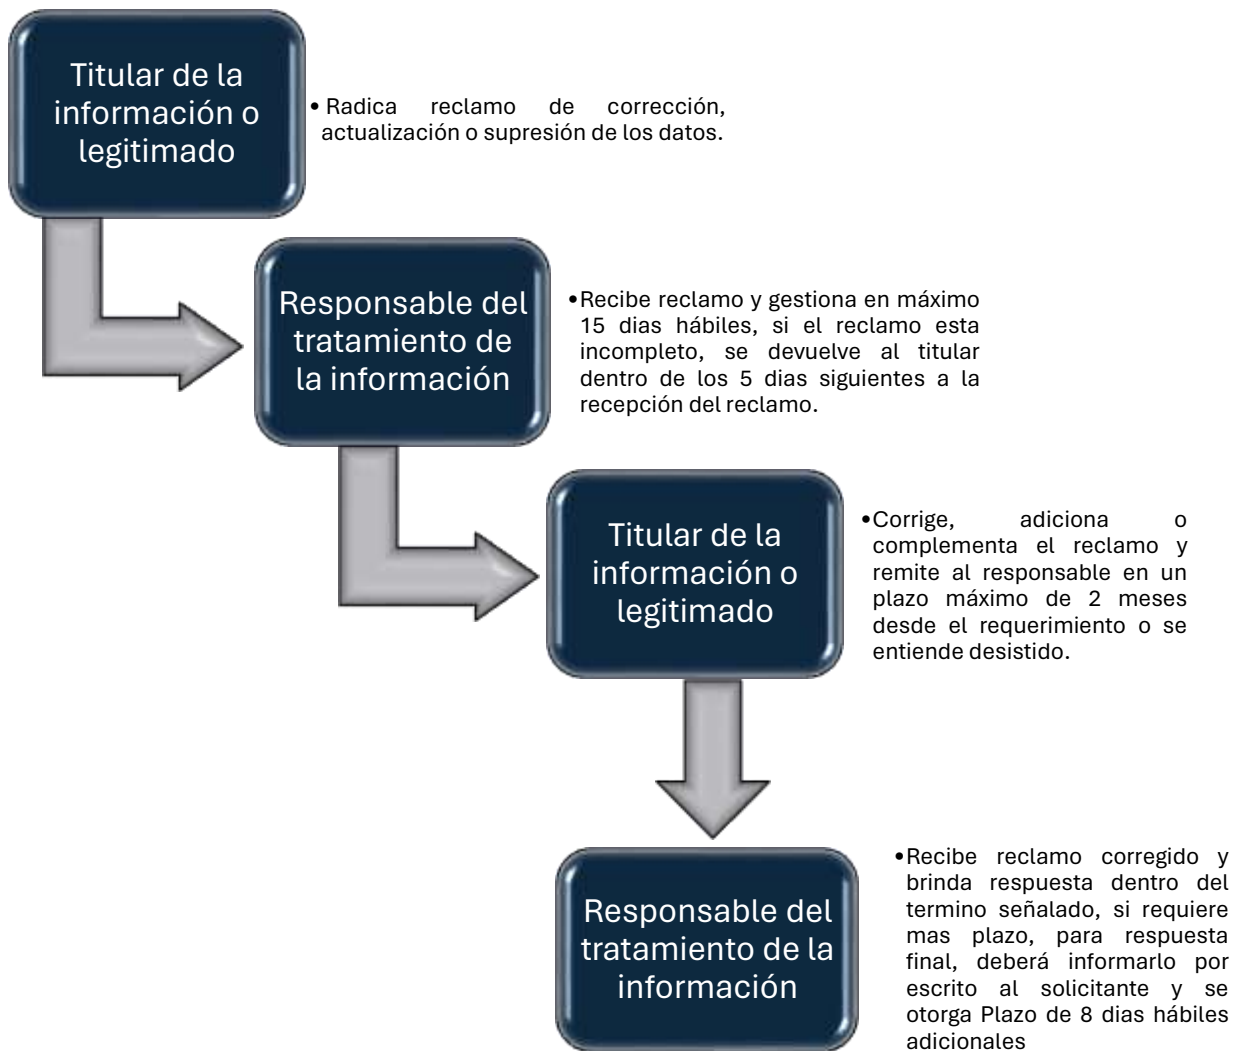 Titular de la
información o
legitimado
• Radica reclamo de corrección,
actualización o supresión de los datos.
Responsable del
tratamiento de
la información
•Recibe reclamo y gestiona en máximo
15 dias hábiles, si el reclamo esta
incompleto, se devuelve al titular
dentro de los 5 dias siguientes a la
recepción del reclamo.
Titular de la
información o
legitimado
•Corrige, adiciona o
complementa el reclamo y
remite al responsable en un
plazo máximo de 2 meses
desde el requerimiento o se
entiende desistido.
Responsable del
tratamiento de la
información
•Recibe reclamo corregido y
brinda respuesta dentro del
termino señalado, si requiere
mas plazo, para respuesta
final, deberá informarlo por
escrito al solicitante y se
otorga Plazo de 8 dias hábiles
adicionales